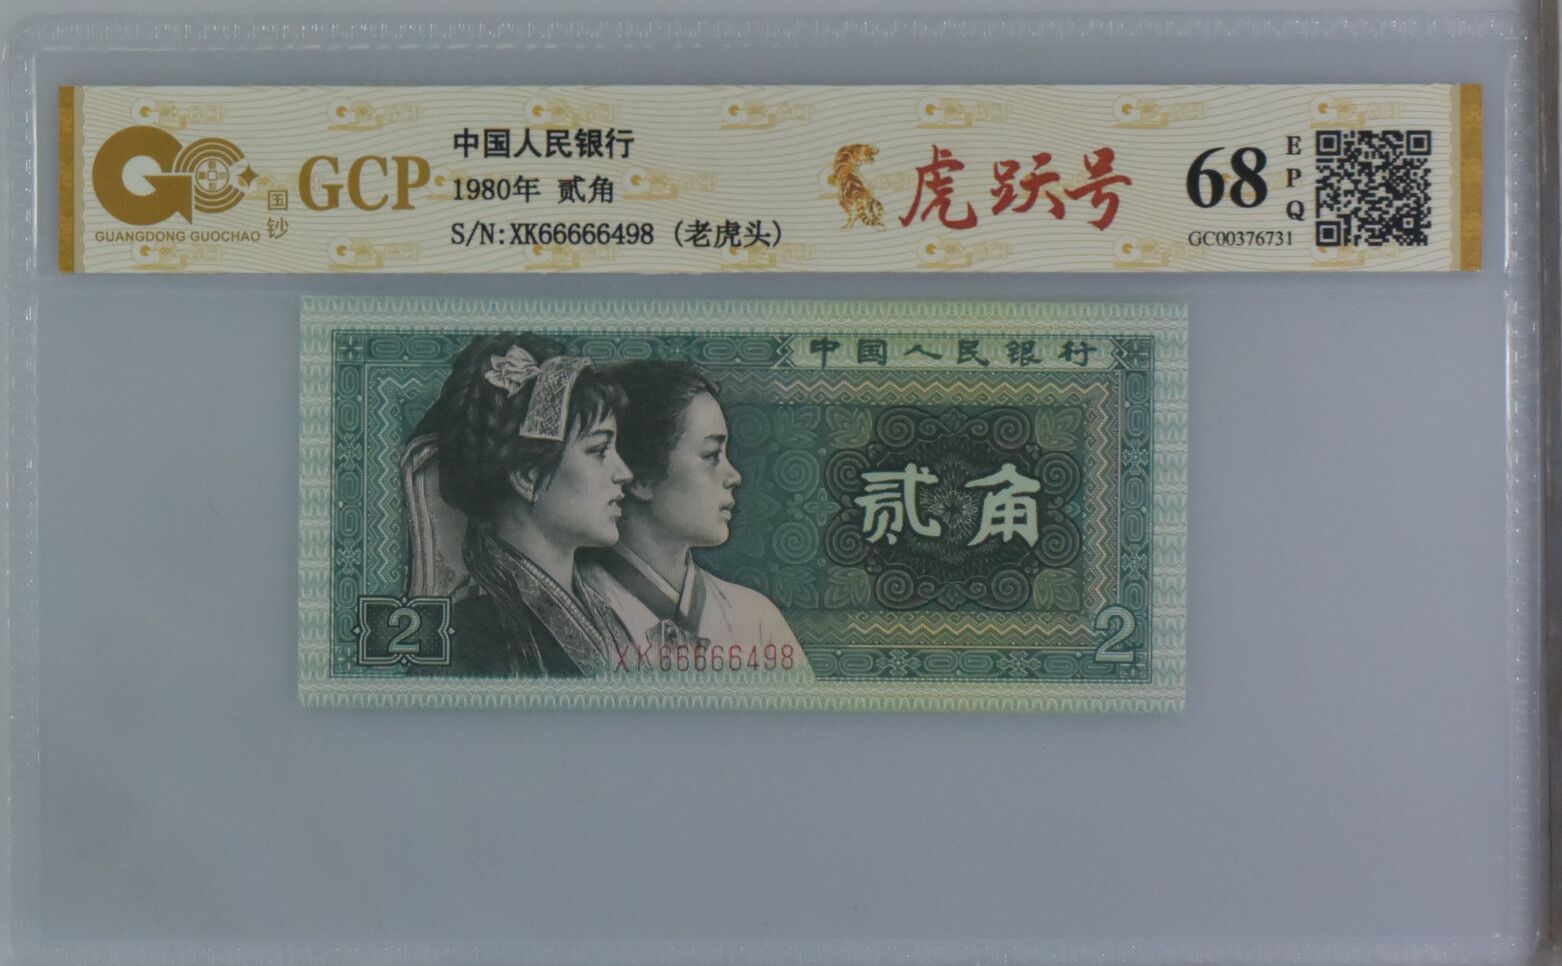 GUANGDONG GUOCHAO
国钞
GCP
中国人民银行
1980年 贰角
S/N:XK66666498 (老虎头)
虎跃号
68
EPQ
GC00376731
中国人民银行
贰角
2
2
XK66666498